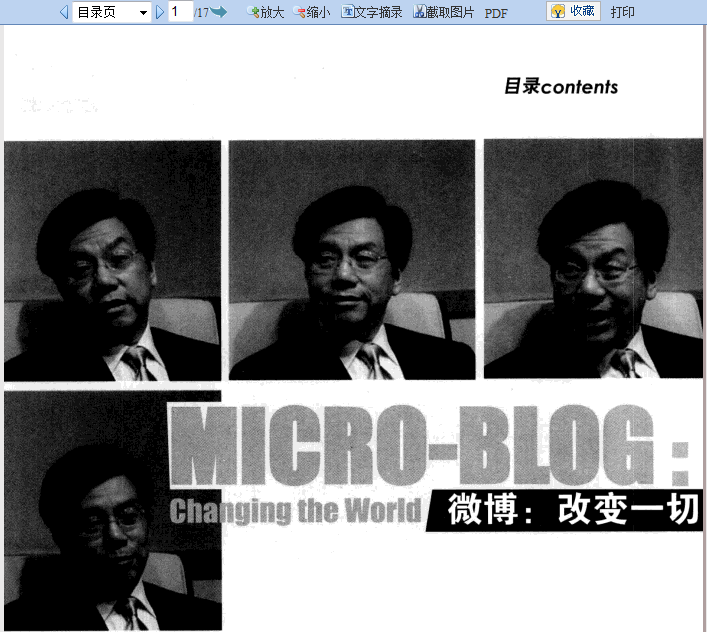 目录页 1 /17 放大 缩小 文字摘录 截取图片 PDF 收藏 打印
目录contents
MICRO-BLOG:
Changing the World 微博：改变一切